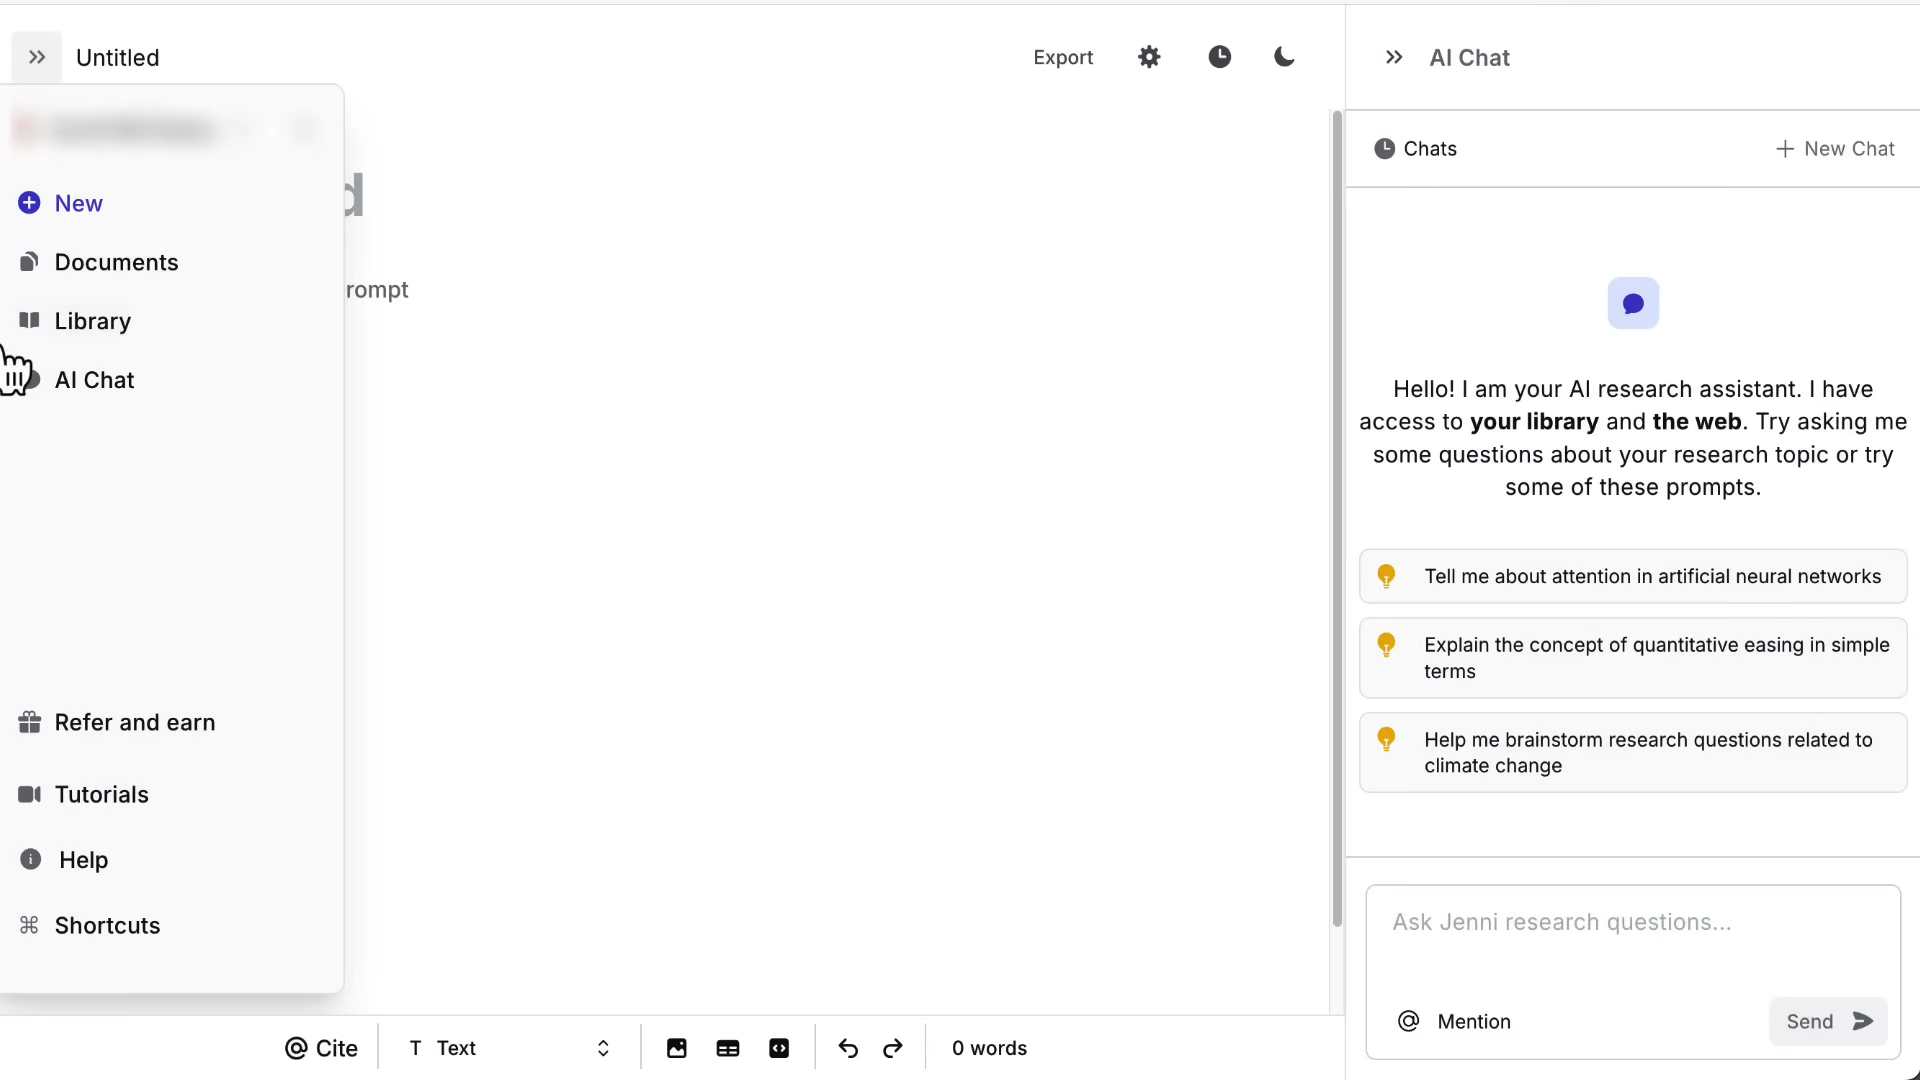 Untitled
Export
AI Chat
Chats
New Chat
New
d
Documents
rompt
Library
AI Chat
Hello! I am your AI research assistant. I have
access to your library and the web. Try asking me
some questions about your research topic or try
some of these prompts.
Tell me about attention in artificial neural networks
Explain the concept of quantitative easing in simple
terms
Help me brainstorm research questions related to
climate change
Refer and earn
Tutorials
Help
Shortcuts
Ask Jenni research questions...
@ Mention
Send
@ Cite
T Text
0 words